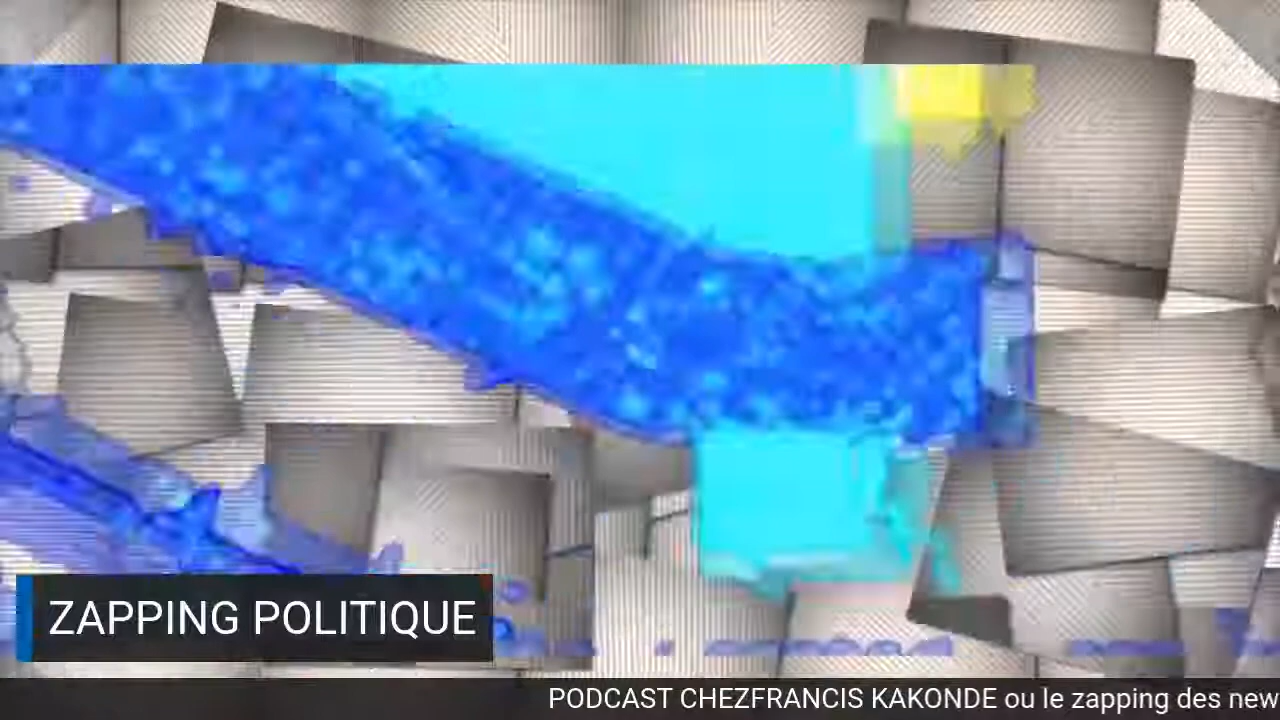 ZAPPING POLITIQUE
PODCAST CHEZFRANCIS KAKONDE ou le zapping des new